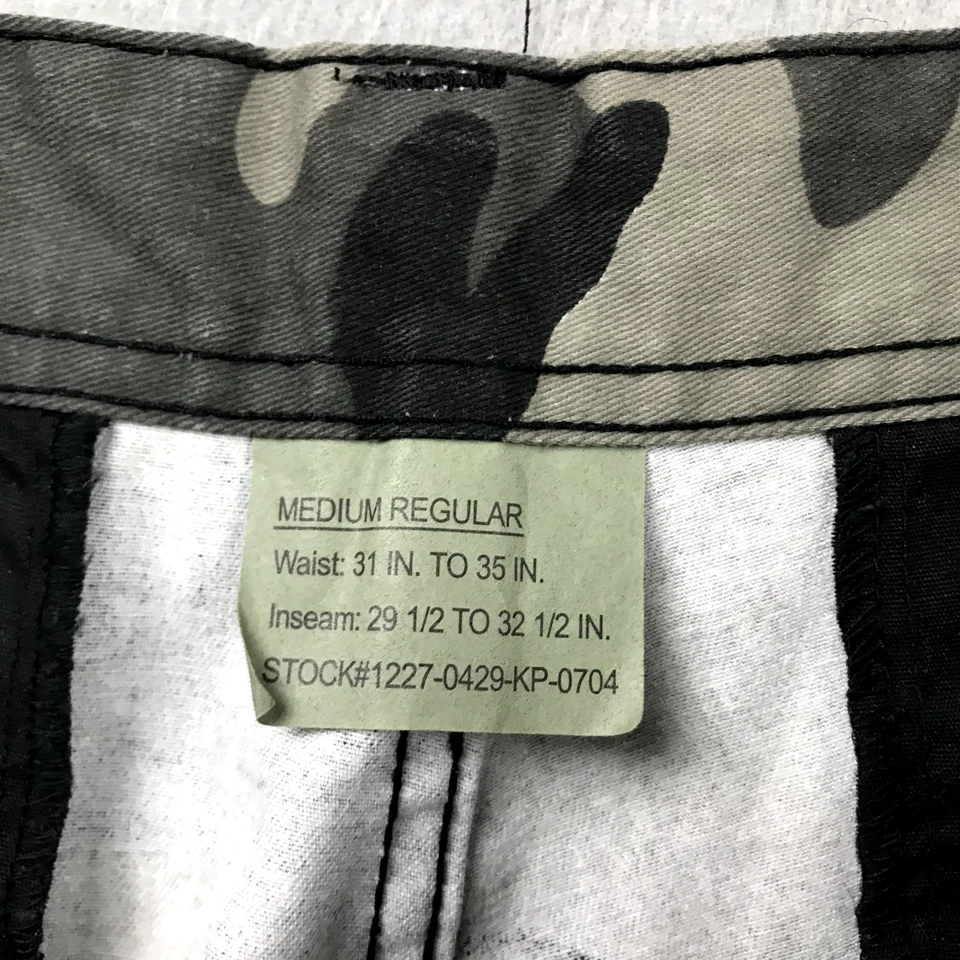 MEDIUM REGULAR
Waist: 31 IN. TO 35 IN.
Inseam: 29 1/2 TO 32 1/2 IN.
STOCK#1227-0429-KP-0704